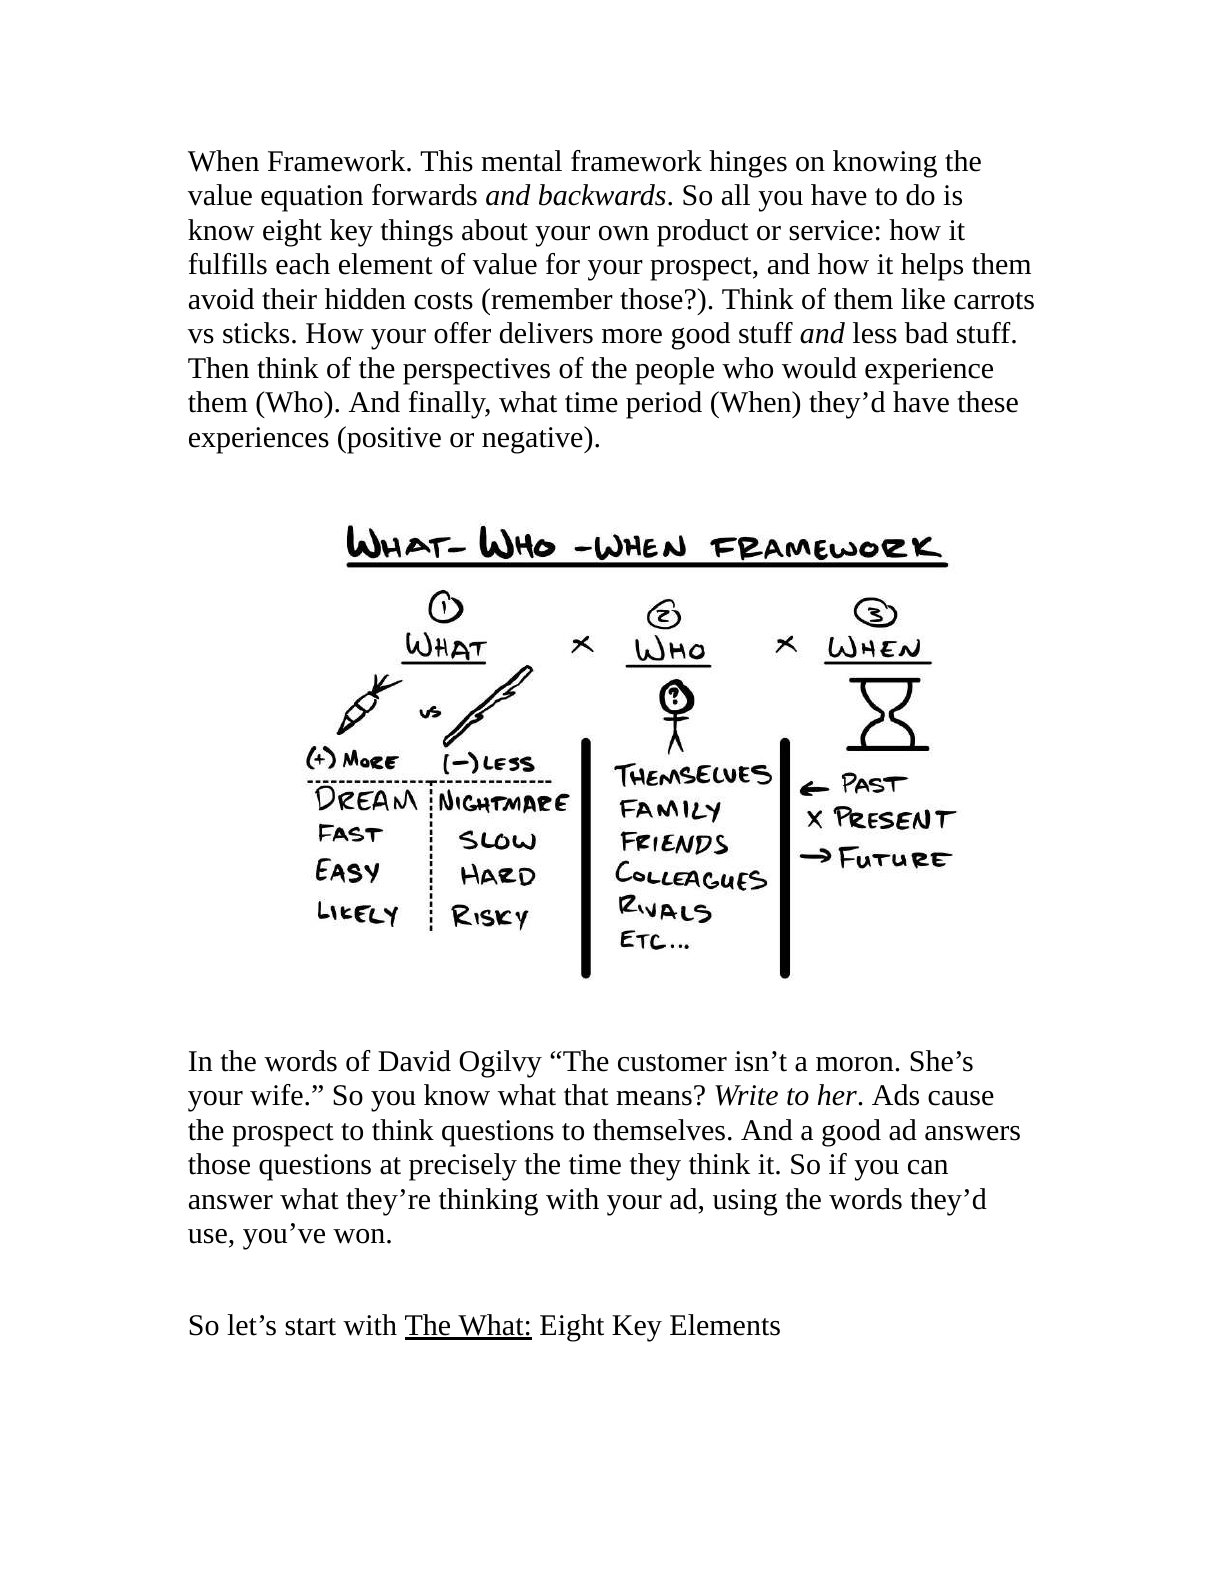 When Framework. This mental framework hinges on knowing the
value equation forwards and backwards. So all you have to do is
know eight key things about your own product or service: how it
fulfills each element of value for your prospect, and how it helps them
avoid their hidden costs (remember those?). Think of them like carrots
vs sticks. How your offer delivers more good stuff and less bad stuff.
Then think of the perspectives of the people who would experience
them (Who). And finally, what time period (When) they’d have these
experiences (positive or negative).
WHAT- WHO -WHEN FRAMEWORK
1
WHAT
vs
(+) MORE
(-) LESS
DREAM
NIGHTMARE
FAST
SLOW
EASY
HARD
LIKELY
RISKY
x
2
WHO
?
THEMSELVES
FAMILY
FRIENDS
COLLEAGUES
RIVALS
ETC...
x
3
WHEN
← PAST
x PRESENT
→ FUTURE
In the words of David Ogilvy “The customer isn’t a moron. She’s
your wife.” So you know what that means? Write to her. Ads cause
the prospect to think questions to themselves. And a good ad answers
those questions at precisely the time they think it. So if you can
answer what they’re thinking with your ad, using the words they’d
use, you’ve won.
So let’s start with The What: Eight Key Elements